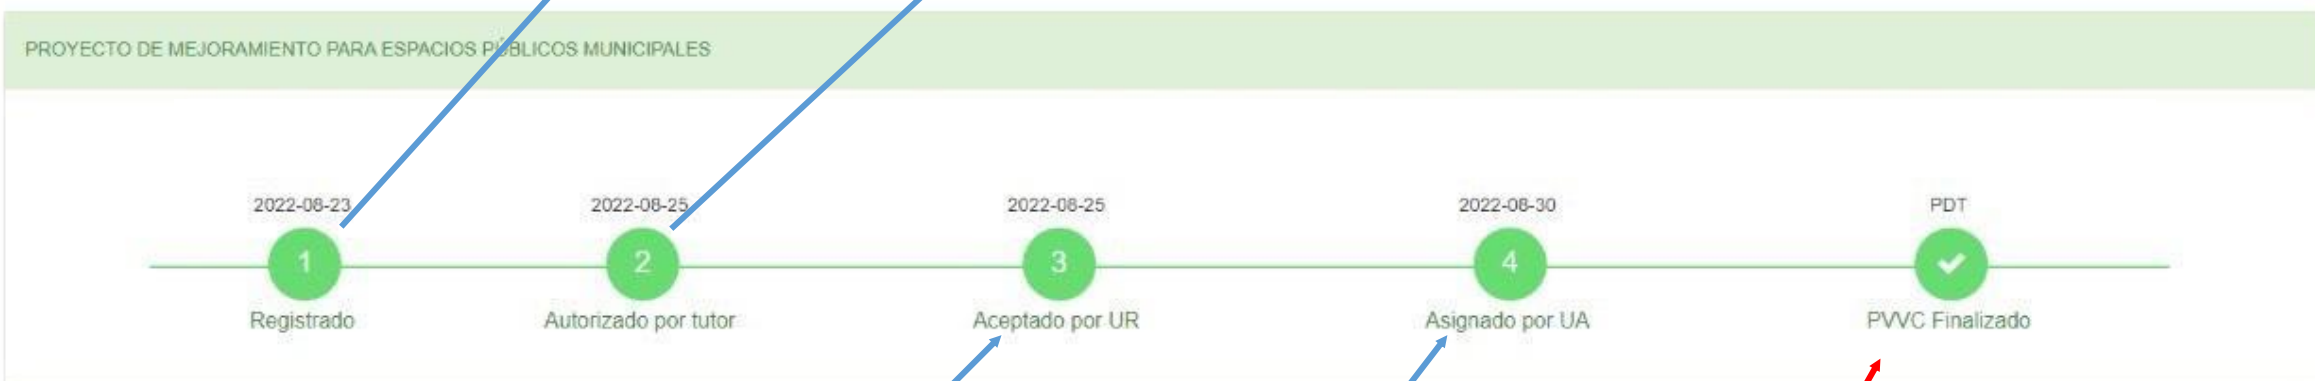 PROYECTO DE MEJORAMIENTO PARA ESPACIOS PÚBLICOS MUNICIPALES
2022-08-23 2022-08-25 2022-08-25 2022-08-30 PDT
1 2 3 4
Registrado Autorizado por tutor Aceptado por UR Asignado por UA PVVC Finalizado